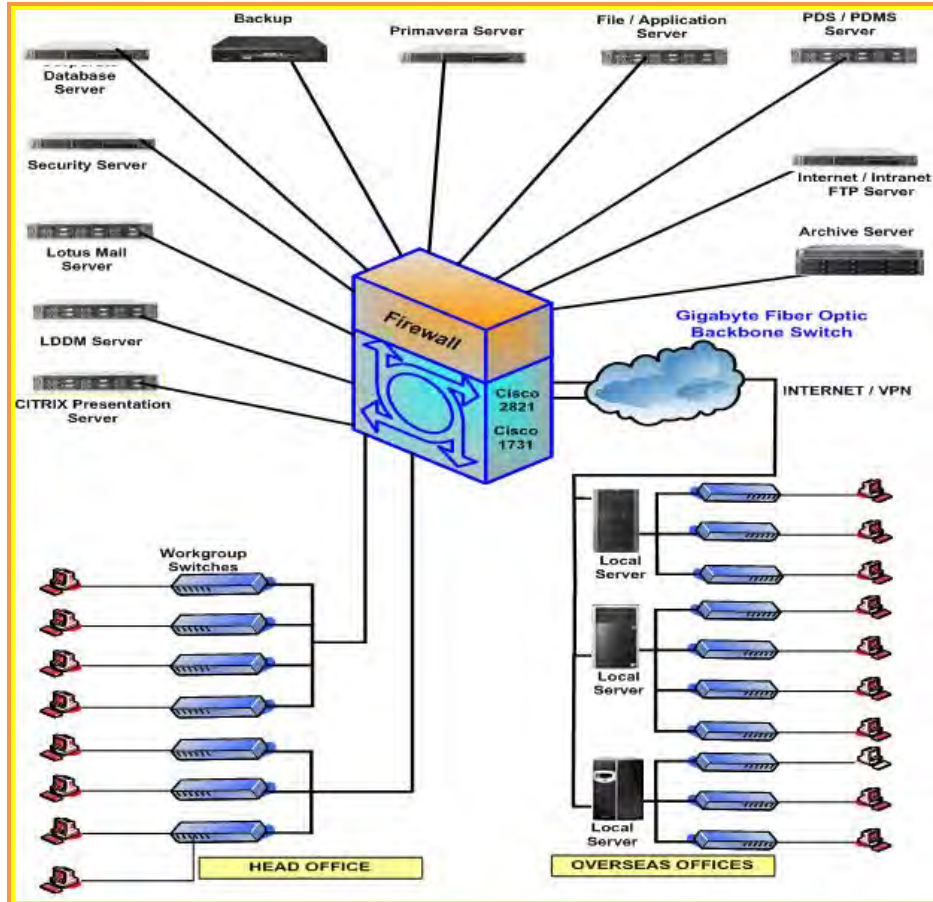 Backup
Primavera Server
File / Application
Server
PDS / PDMS
Server
Database
Server
Security Server
Internet / Intranet
FTP Server
Lotus Mail
Server
Archive Server
LDDM Server
Firewall
Gigabyte Fiber Optic
Backbone Switch
CITRIX Presentation
Server
Cisco
2821
Cisco
1731
INTERNET / VPN
Workgroup
Switches
Local
Server
Local
Server
Local
Server
HEAD OFFICE
OVERSEAS OFFICES